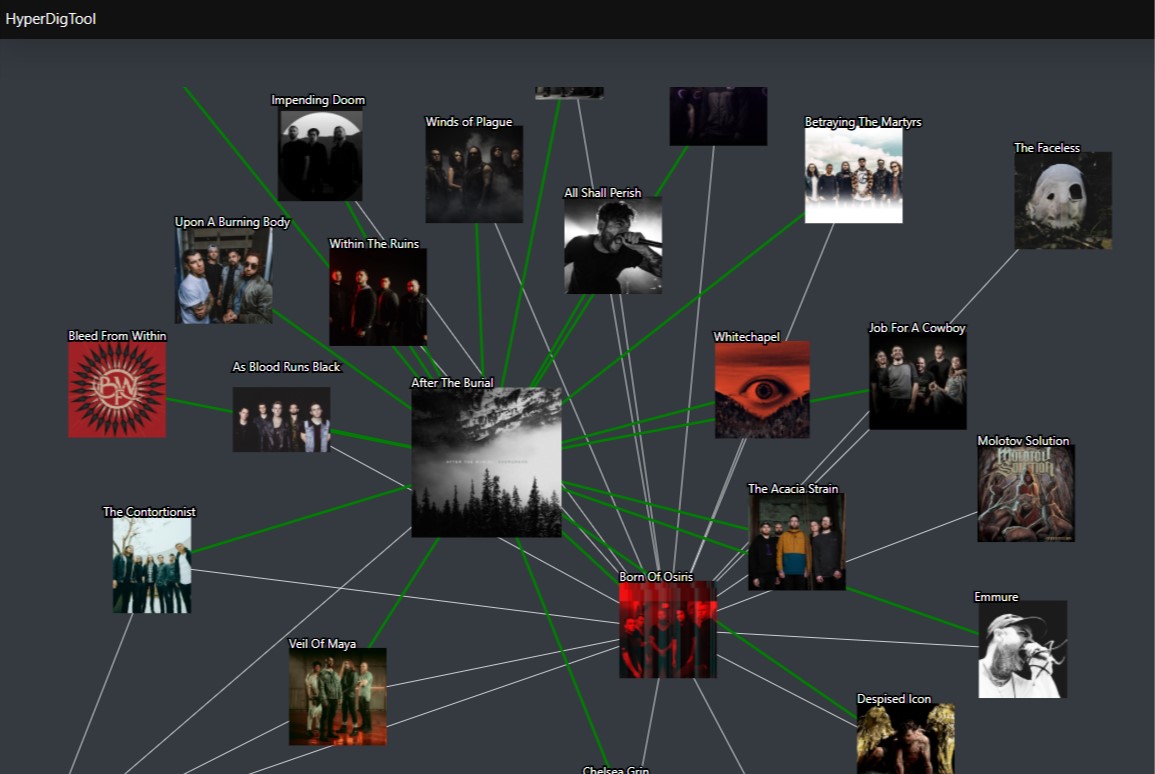 HyperDigTool
Impending Doom
Winds of Plague
Betraying The Martyrs
The Faceless
All Shall Perish
Upon A Burning Body
Within The Ruins
Bleed From Within
Whitechapel
Job For A Cowboy
As Blood Runs Black
After The Burial
Molotov Solution
The Acacia Strain
The Contortionist
Born Of Osiris
Emmure
Veil Of Maya
Despised Icon
Chelsea Grin